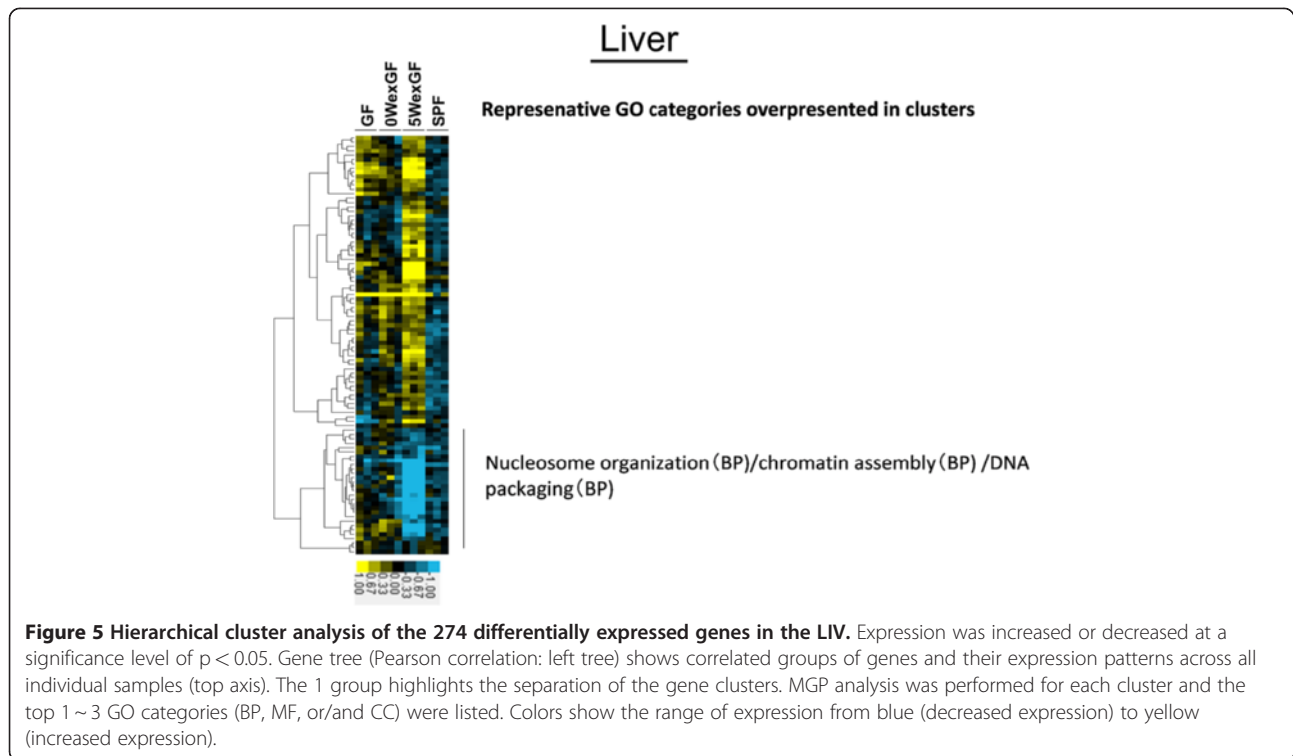 Liver
GF
0WexGF
5WexGF
SPF
Represenative GO categories overpresented in clusters
Nucleosome organization (BP)/chromatin assembly (BP) /DNA
packaging (BP)
1.00
0.67
0.33
0.00
-0.33
-0.67
-1.00
Figure 5 Hierarchical cluster analysis of the 274 differentially expressed genes in the LIV. Expression was increased or decreased at a
significance level of p < 0.05. Gene tree (Pearson correlation: left tree) shows correlated groups of genes and their expression patterns across all
individual samples (top axis). The 1 group highlights the separation of the gene clusters. MGP analysis was performed for each cluster and the
top 1 ~ 3 GO categories (BP, MF, or/and CC) were listed. Colors show the range of expression from blue (decreased expression) to yellow
(increased expression).